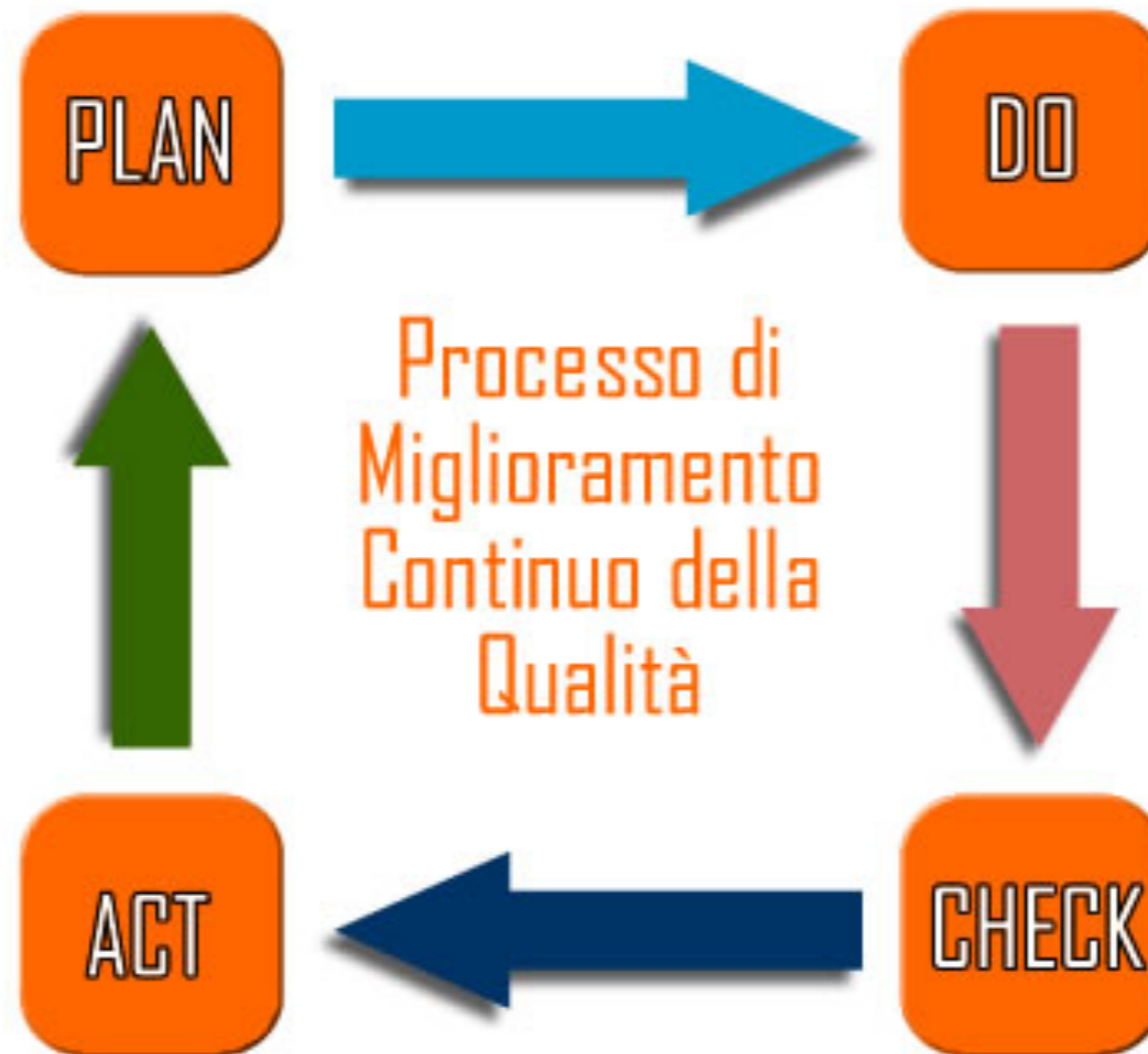 PLAN
DO
Processo di
Miglioramento
Continuo della
Qualità
ACT
CHECK